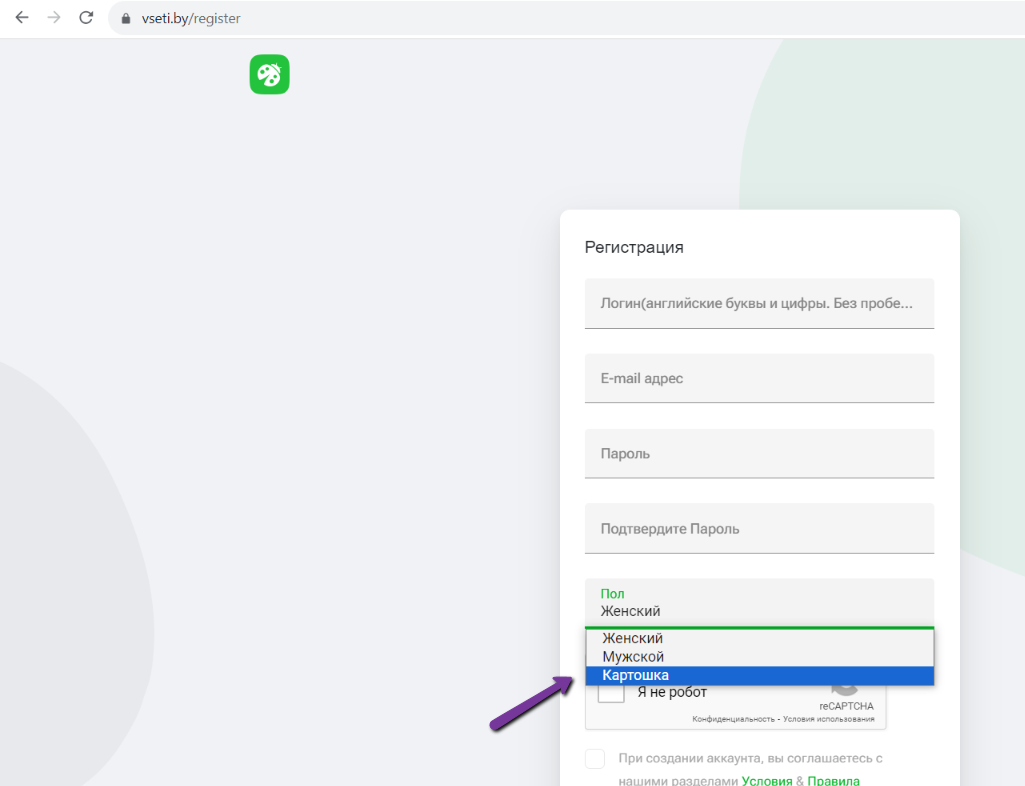 vseti.by/register
Регистрация
Логин(английские буквы и цифры. Без пробе...
E-mail адрес
Пароль
Подтвердите Пароль
Пол
Женский
Женский
Мужской
Картошка
Я не робот
reCAPTCHA
Конфиденциальность - Условия использования
При создании аккаунта, вы соглашаетесь с
нашими разделами Условия & Правила